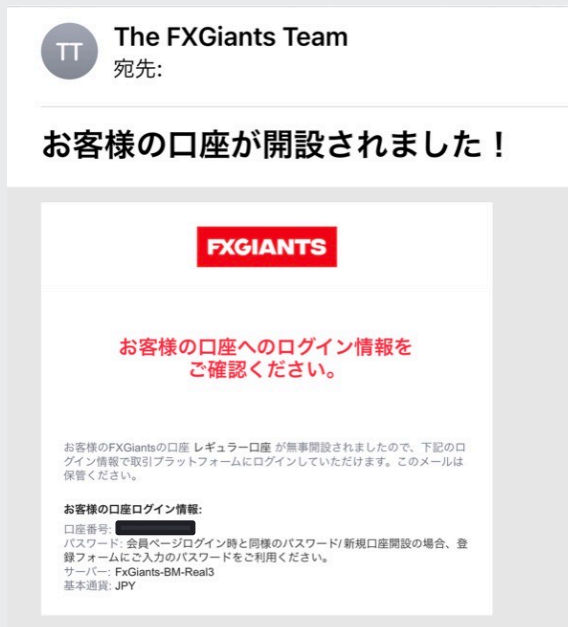 TT
The FXGiants Team
宛先:
お客様の口座が開設されました！
FXGIANTS
お客様の口座へのログイン情報を
ご確認ください。
お客様のFXGiantsの口座 レギュラー口座 が無事開設されましたので、下記のロ
グイン情報で取引プラットフォームにログインしていただけます。このメールは
保管ください。
お客様の口座ログイン情報:
口座番号:
パスワード: 会員ページログイン時と同様のパスワード/ 新規口座開設の場合、登
録フォームにご入力のパスワードをご利用ください。
サーバー: FxGiants-BM-Real3
基本通貨: JPY